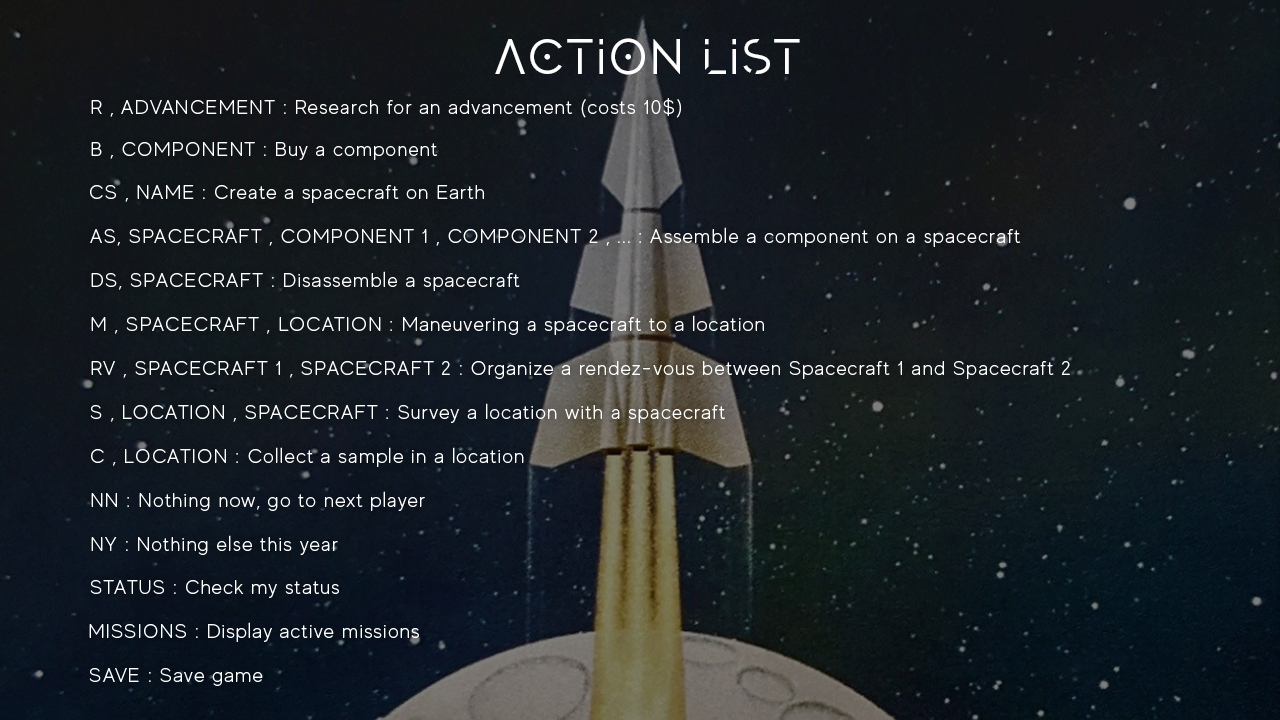 ACTiON LiST
R , ADVANCEMENT : Research for an advancement (costs 10$)
B , COMPONENT : Buy a component
CS , NAME : Create a spacecraft on Earth
AS, SPACECRAFT , COMPONENT 1 , COMPONENT 2 , ... : Assemble a component on a spacecraft
DS, SPACECRAFT : Disassemble a spacecraft
M , SPACECRAFT , LOCATION : Maneuvering a spacecraft to a location
RV , SPACECRAFT 1 , SPACECRAFT 2 : Organize a rendez-vous between Spacecraft 1 and Spacecraft 2
S , LOCATION , SPACECRAFT : Survey a location with a spacecraft
C , LOCATION : Collect a sample in a location
NN : Nothing now, go to next player
NY : Nothing else this year
STATUS : Check my status
MISSIONS : Display active missions
SAVE : Save game